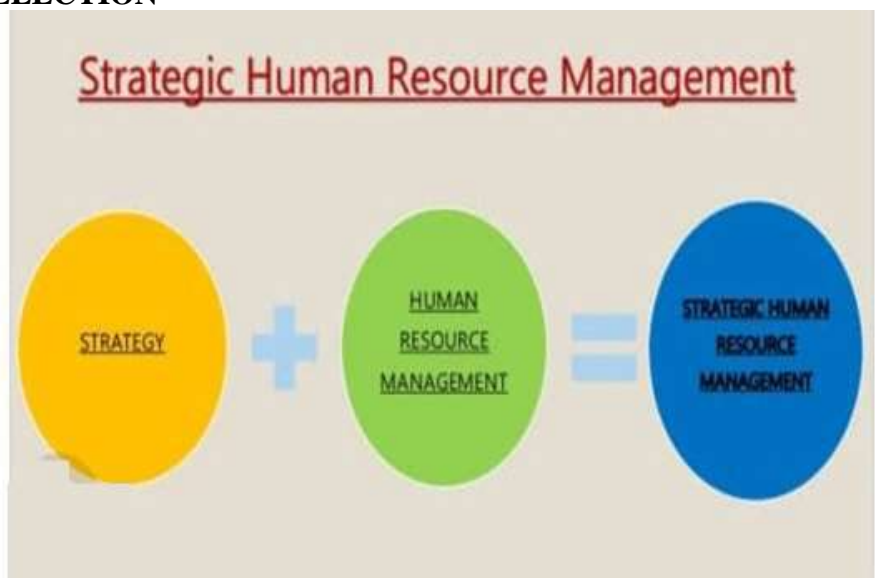 Strategic Human Resource Management
STRATEGY
HUMAN
RESOURCE
MANAGEMENT
STRATEGIC HUMAN
RESOURCE
MANAGEMENT